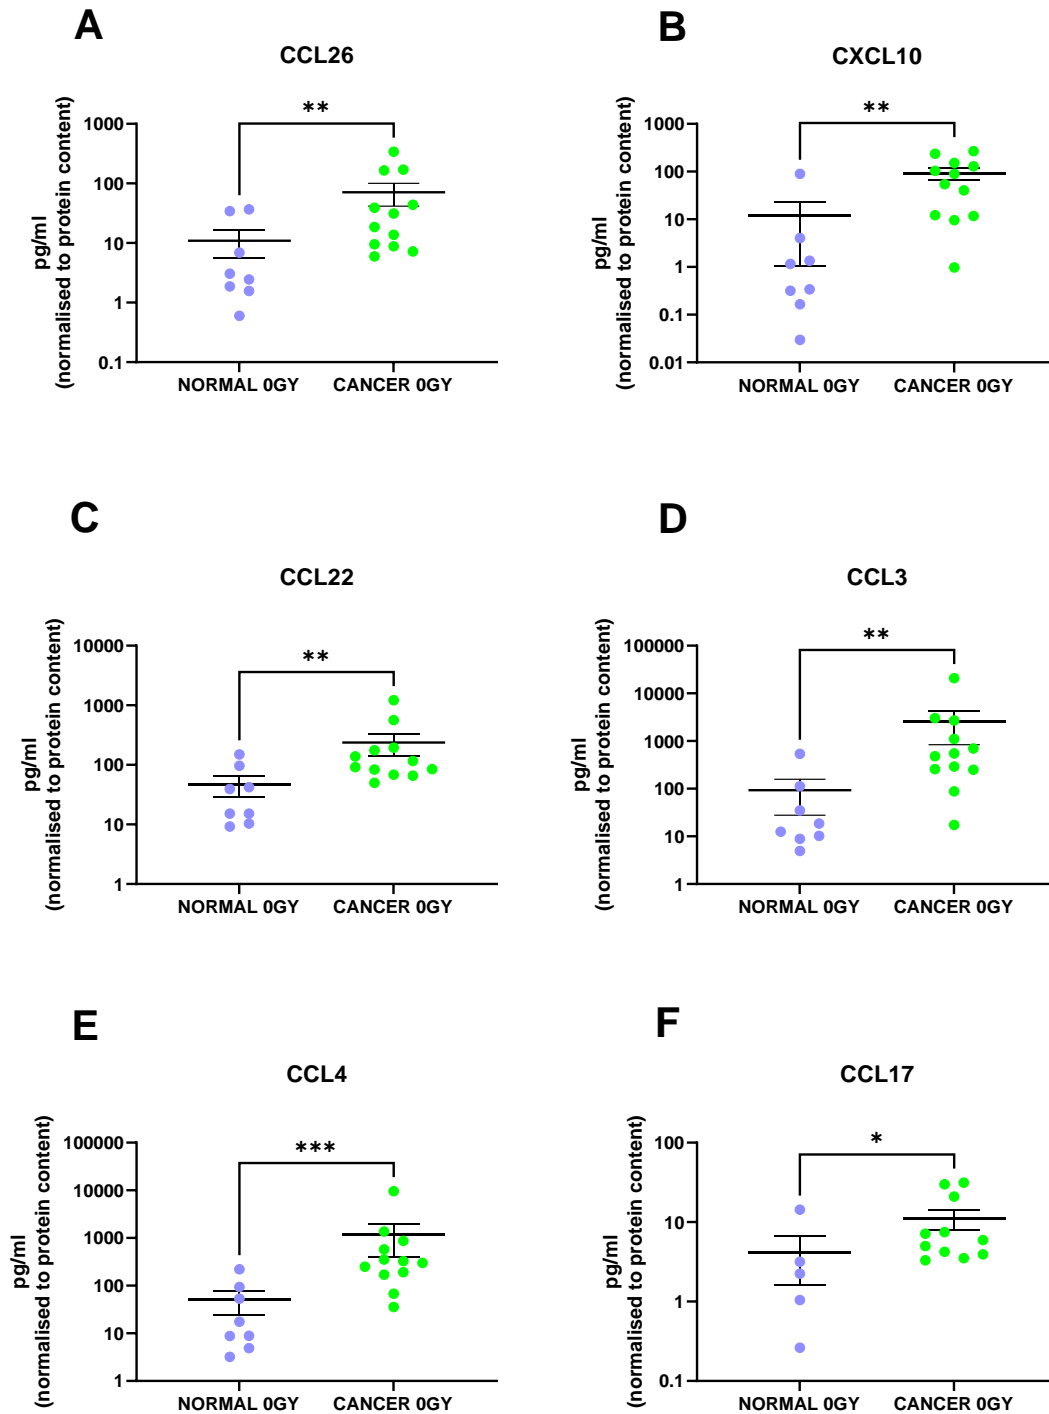 A
CCL26
**
pg/ml
(normalised to protein content)
1000
100
10
1
0.1
NORMAL 0GY
CANCER 0GY
B
CXCL10
**
pg/ml
(normalised to protein content)
1000
100
10
1
0.1
0.01
NORMAL 0GY
CANCER 0GY
C
CCL22
**
pg/ml
(normalised to protein content)
10000
1000
100
10
1
NORMAL 0GY
CANCER 0GY
D
CCL3
**
pg/ml
(normalised to protein content)
100000
10000
1000
100
10
1
NORMAL 0GY
CANCER 0GY
E
CCL4
***
pg/ml
(normalised to protein content)
100000
10000
1000
100
10
1
NORMAL 0GY
CANCER 0GY
F
CCL17
*
pg/ml
(normalised to protein content)
100
10
1
0.1
NORMAL 0GY
CANCER 0GY